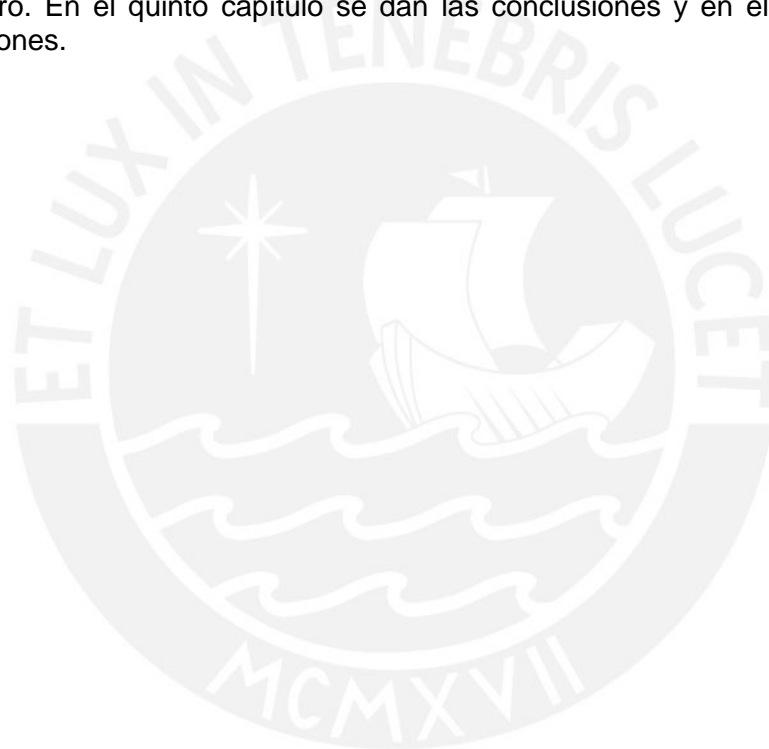 ro. En el quinto capítulo se dan las conclusiones y en el
ones.
ET LUX IN TENEBRIS LUCET
MCMXVII